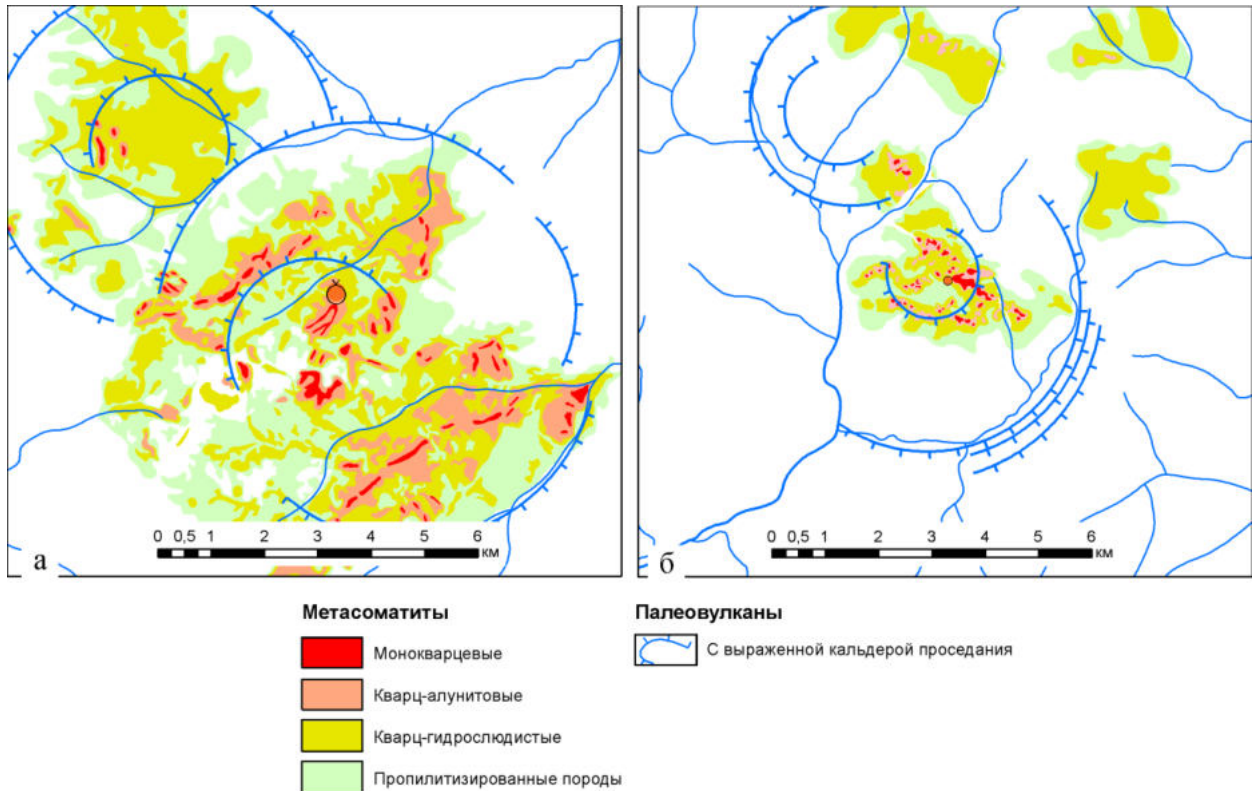 0 0,5 1 2 3 4 5 6
км
а
0 0,5 1 2 3 4 5 6
км
б
Метасоматиты
Монокварцевые
Кварц-алунитовые
Кварц-гидрослюдистые
Пропилитизированные породы
Палеовулканы
С выраженной кальдерой проседания